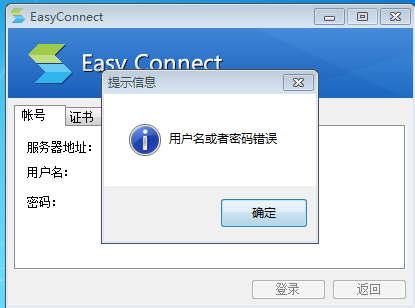 EasyConnect
Easy Connect
提示信息
帐号
证书
服务器地址：
用户名：
密码：
用户名或者密码错误
确定
登录
返回